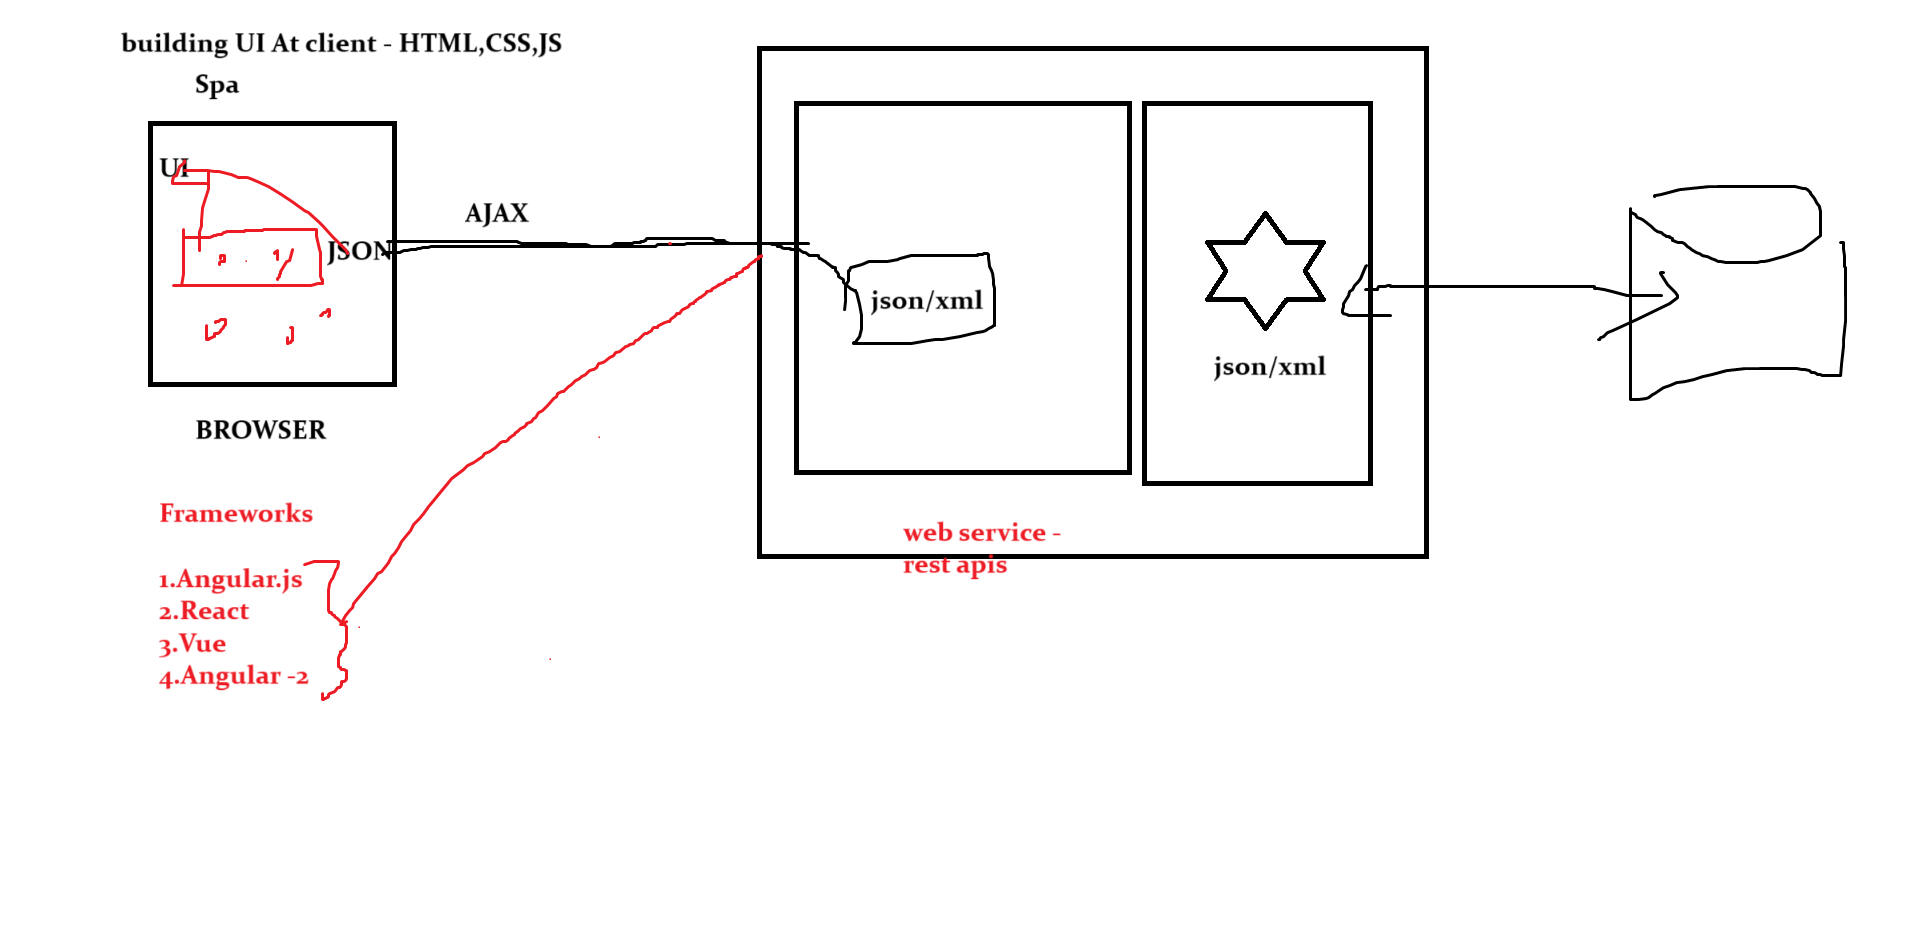 building UI At client - HTML,CSS,JS
Spa
UI
JSON
AJAX
json/xml
json/xml
BROWSER
Frameworks
1.Angular.js
2.React
3.Vue
4.Angular -2
web service -
rest apis